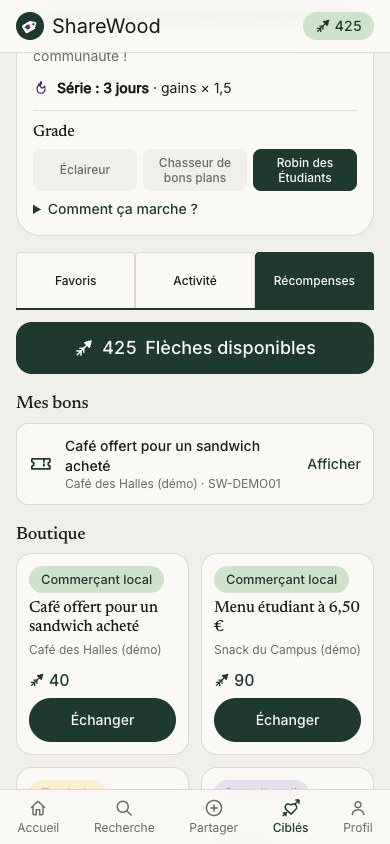 ShareWood
425
communauté !
Série : 3 jours · gains × 1,5
Grade
Éclaireur
Chasseur de
bons plans
Robin des
Étudiants
Comment ça marche ?
Favoris
Activité
Récompenses
425 Flèches disponibles
Mes bons
Café offert pour un sandwich
acheté
Café des Halles (démo) · SW-DEMO01
Afficher
Boutique
Commerçant local
Café offert pour un
sandwich acheté
Café des Halles (démo)
40
Échanger
Commerçant local
Menu étudiant à 6,50
€
Snack du Campus (démo)
90
Échanger
Accueil
Recherche
Partager
Ciblés
Profil